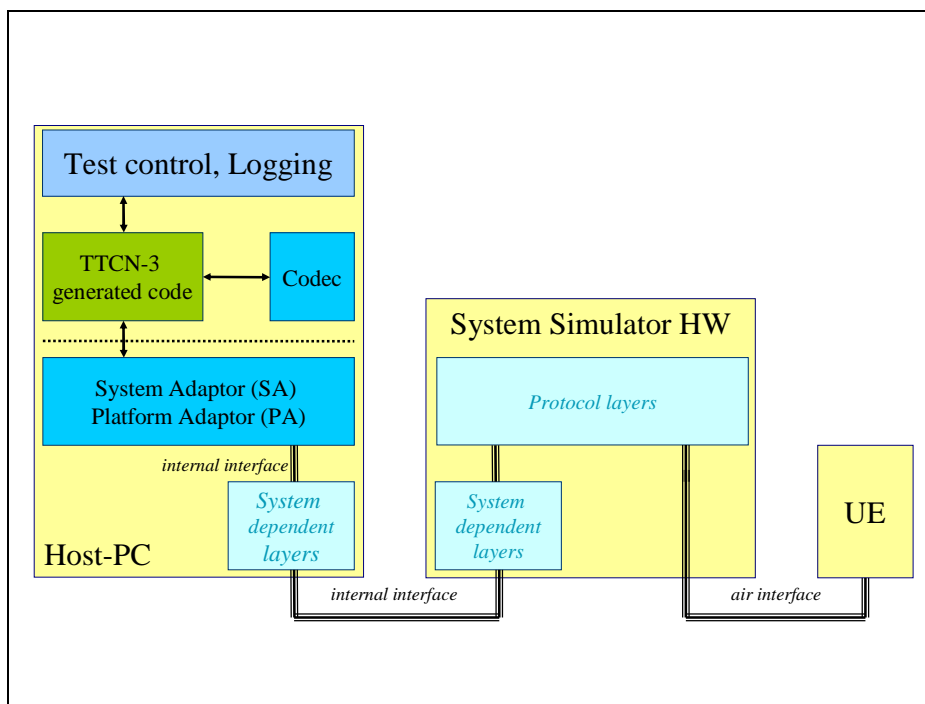 Test control, Logging
TTCN-3
generated code
Codec
System Adaptor (SA)
Platform Adaptor (PA)
internal interface
System
dependent
layers
Host-PC
System Simulator HW
Protocol layers
System
dependent
layers
UE
internal interface
air interface